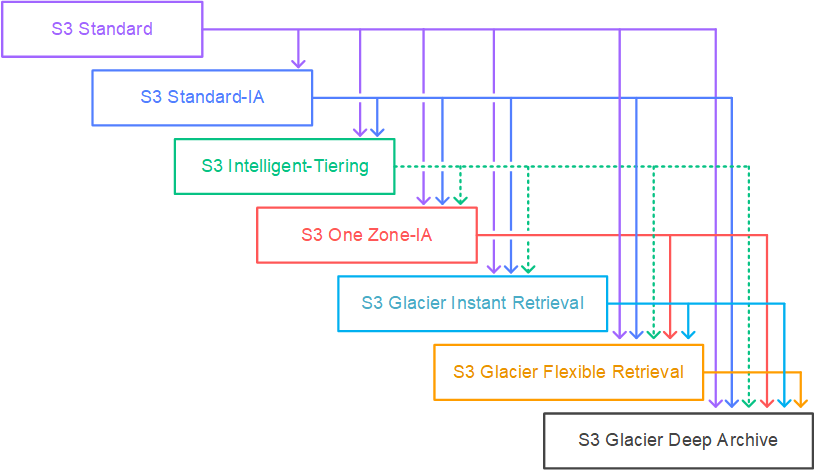 S3 Standard
S3 Standard-IA
S3 Intelligent-Tiering
S3 One Zone-IA
S3 Glacier Instant Retrieval
S3 Glacier Flexible Retrieval
S3 Glacier Deep Archive